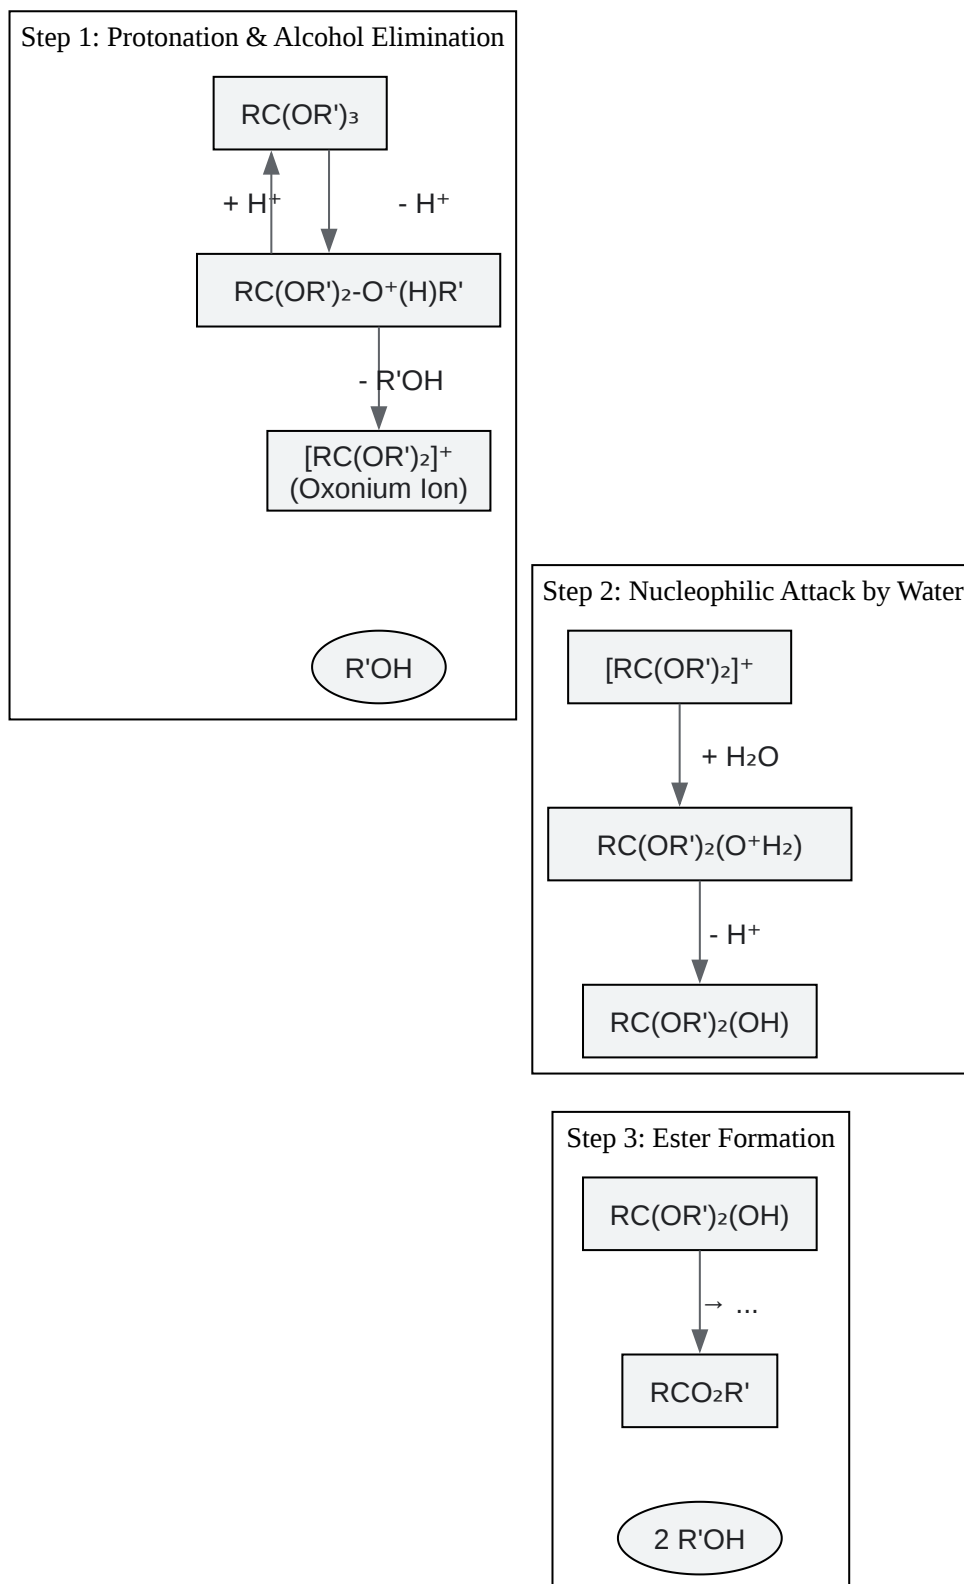 Step 1: Protonation & Alcohol Elimination
RC(OR')₃
+ H⁺
- H⁺
RC(OR')₂-O⁺(H)R'
- R'OH
[RC(OR')₂]⁺
(Oxonium Ion)
R'OH
Step 2: Nucleophilic Attack by Water
[RC(OR')₂]⁺
+ H₂O
RC(OR')₂(O⁺H₂)
- H⁺
RC(OR')₂(OH)
Step 3: Ester Formation
RC(OR')₂(OH)
→ ...
RCO₂R'
2 R'OH